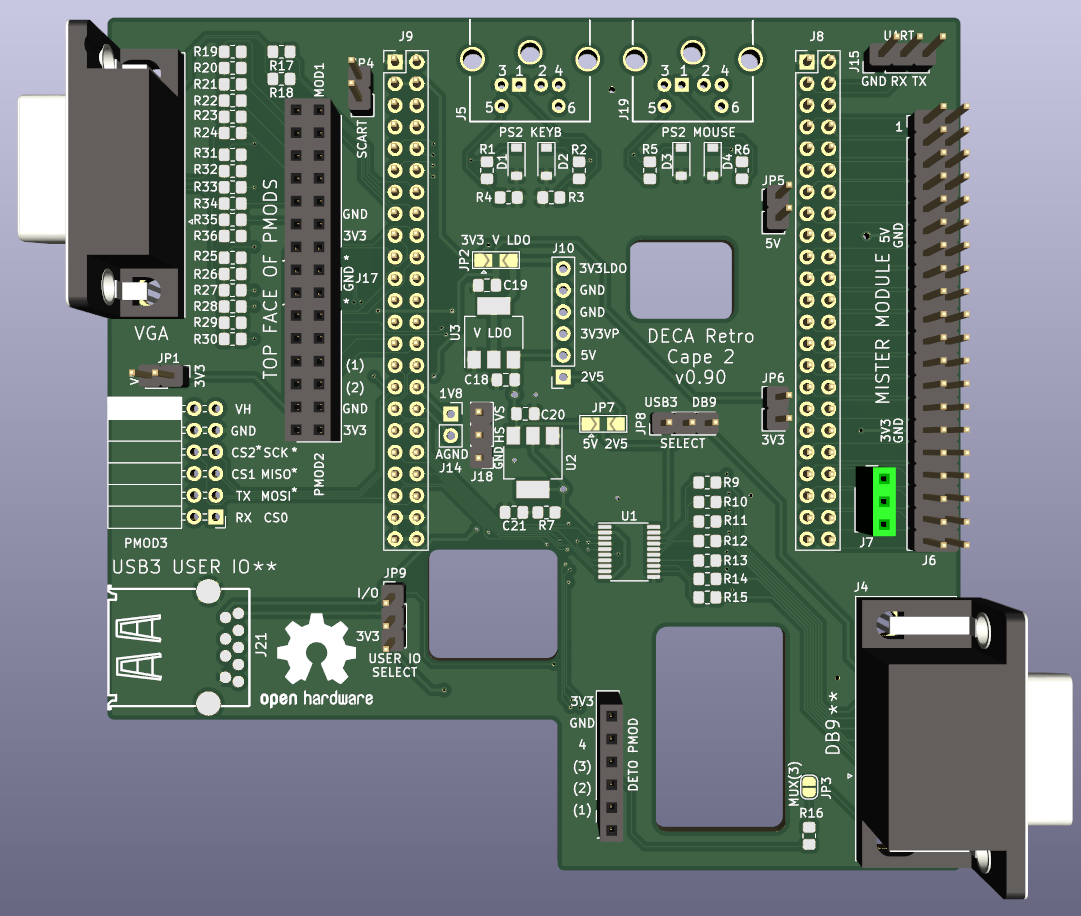 R19
R20
R21
R22
R23
R24
R31
R32
R33
R34
R35
R36
R25
R26
R27
R28
R29
R30
R17
R18
MOD1
JP4
SCART
J9
GND
3V3
*
GND
J17
*
(1)
(2)
GND
3V3
TOP FACE OF PMODS
PMOD2
VGA
JP1
V
3V3
VH
GND
CS2* SCK *
CS1 MISO*
TX MOSI*
RX CS0
PMOD3
USB3 USER IO**
J21
JP9
I/O
3V3
USER IO
SELECT
open hardware
J5
3 1 2 4
5 6
PS2 KEYB
R1
D1
D2
R2
R4
R3
J19
3 1 2 4
5 6
PS2 MOUSE
R5
D3
D4
R6
3V3 V LDO
JP2
C19
U3
V LDO
C18
J10
3V3LDO
GND
GND
3V3VP
5V
2V5
1V8
AGND
J14
VS
HS
GND
J18
C20
U2
C21
R7
JP7
5V 2V5
USB3 DB9
JP8
SELECT
DECA Retro
Cape 2
v0.90
U1
R9
R10
R11
R12
R13
R14
R15
J8
JP5
5V
JP6
3V3
UART
J15
GND RX TX
1
5V
GND
MISTER MODULE
3V3
GND
J7
J6
J4
DB9**
MUX(3)
JP3
R16
3V3
GND
4
(3)
(2)
(1)
DETO PMOD